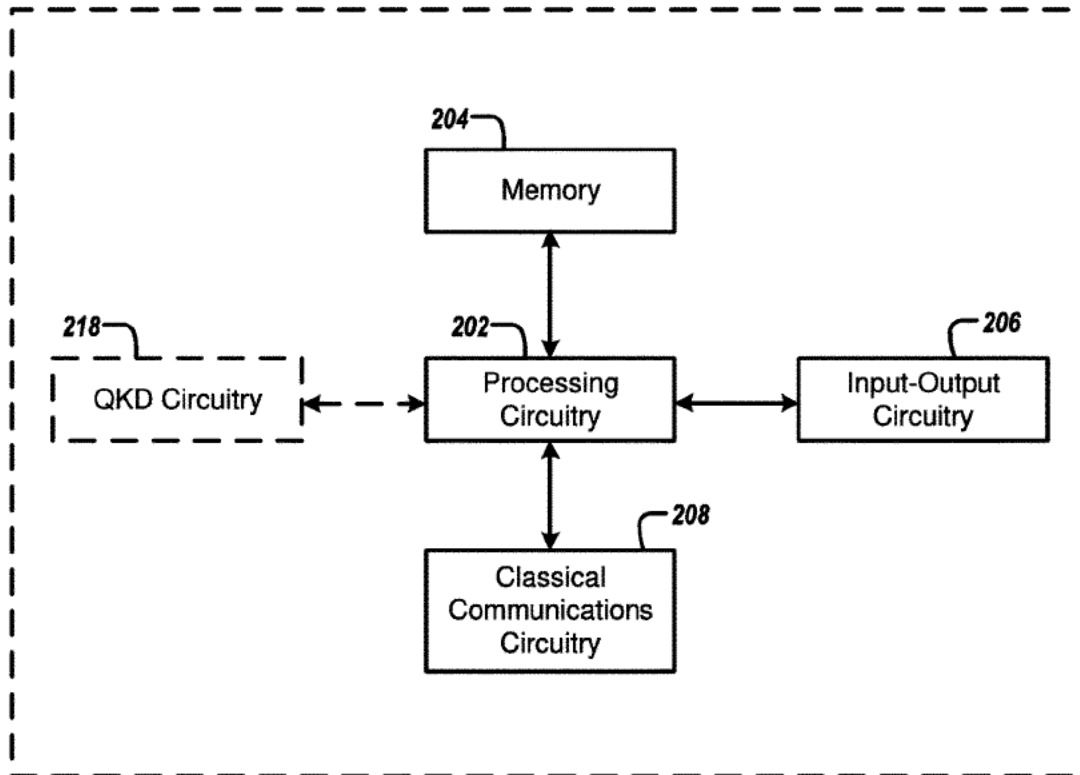 204
Memory
218
202
206
QKD Circuitry
Processing
Circuitry
Input-Output
Circuitry
208
Classical
Communications
Circuitry